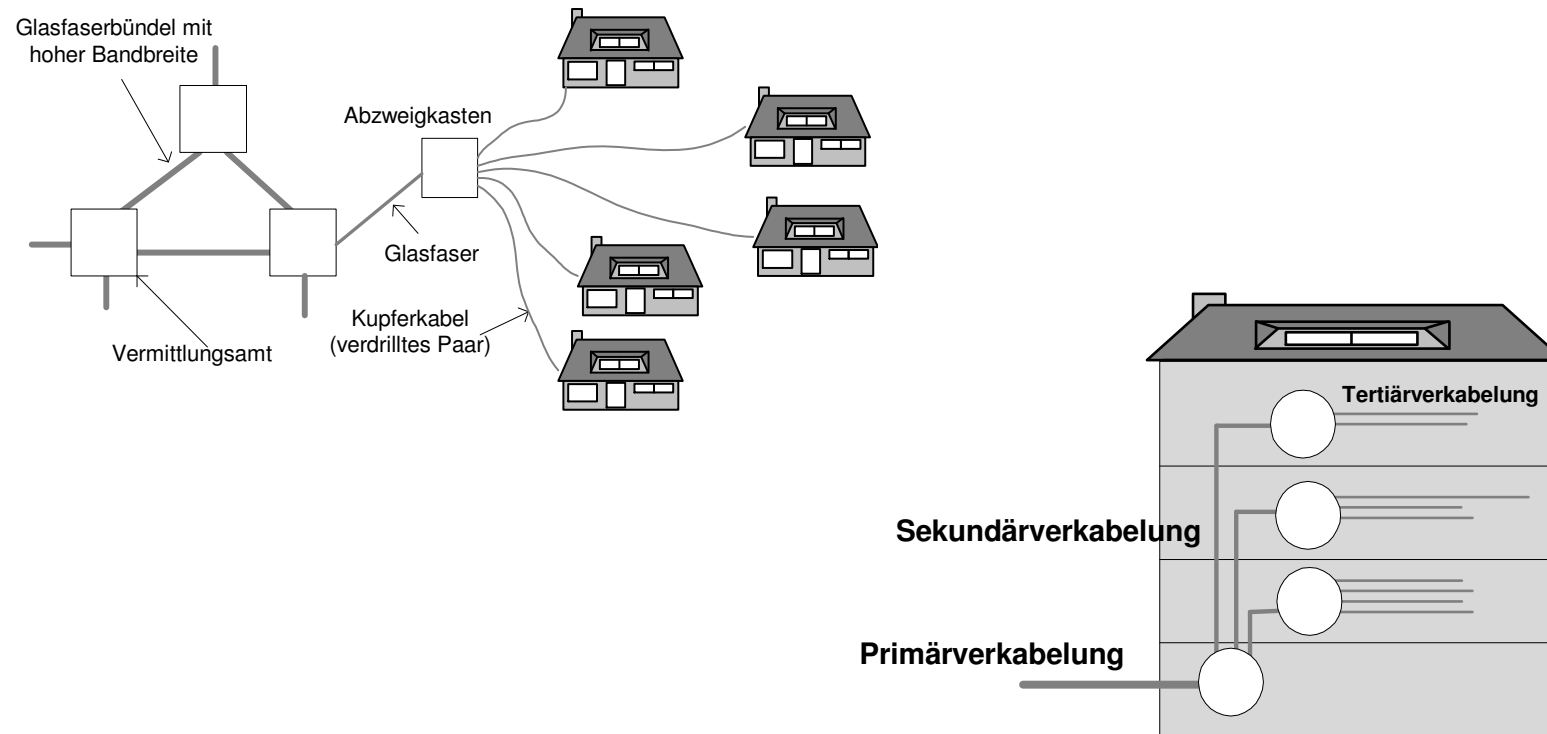 Glasfaserbündel mit
hoher Bandbreite
Abzweigkasten
Glasfaser
Kupferkabel
(verdrilltes Paar)
Vermittlungsamt
Tertiärverkabelung
Sekundärverkabelung
Primärverkabelung